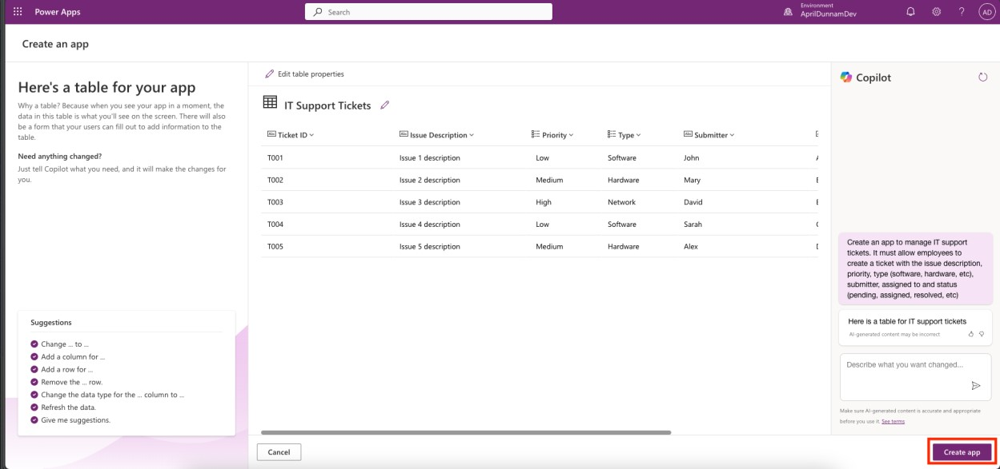 Power Apps
Search
Environment
AprilDunnamDev
?
AD
Create an app
Here's a table for your app
Why a table? Because when you see your app in a moment, the
data in this table is what you'll see on the screen. There will also
be a form that your users can fill out to add information to the
table.
Need anything changed?
Just tell Copilot what you need, and it will make the changes for
you.
Suggestions
Change ... to ...
Add a column for ...
Add a row for ...
Remove the ... row.
Change the data type for the ... column to ...
Refresh the data.
Give me suggestions.
Edit table properties
IT Support Tickets
Abc Ticket ID Abc Issue Description Priority Type Abc Submitter
T001 Issue 1 description Low Software John
T002 Issue 2 description Medium Hardware Mary
T003 Issue 3 description High Network David
T004 Issue 4 description Low Software Sarah
T005 Issue 5 description Medium Hardware Alex
Cancel
Copilot
Create an app to manage IT support
tickets. It must allow employees to
create a ticket with the issue description,
priority, type (software, hardware, etc),
submitter, assigned to and status
(pending, assigned, resolved, etc)
Here is a table for IT support tickets
AI-generated content may be incorrect
Describe what you want changed...
Make sure AI-generated content is accurate and appropriate
before you use it. See terms
Create app